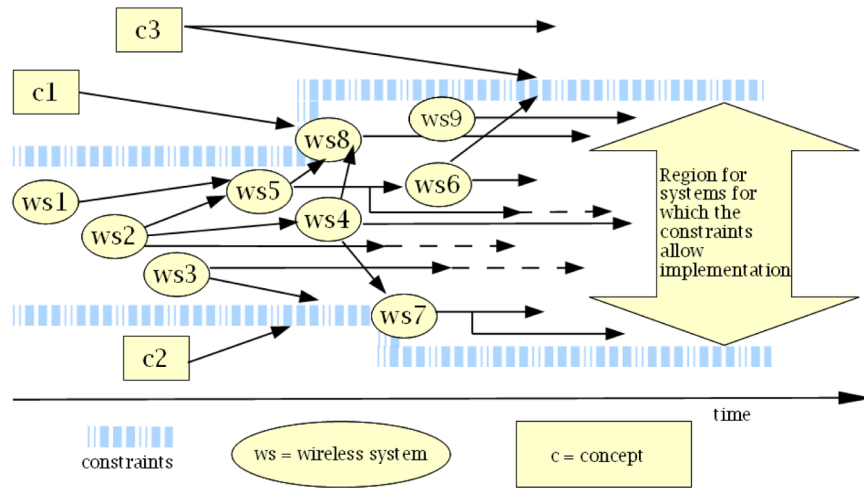 c3
c1
ws9
ws8
ws5
ws6
ws1
ws4
ws2
ws3
ws7
c2
Region for
systems for
which the
constraints
allow
implementation
time
constraints
ws = wireless system
c = concept